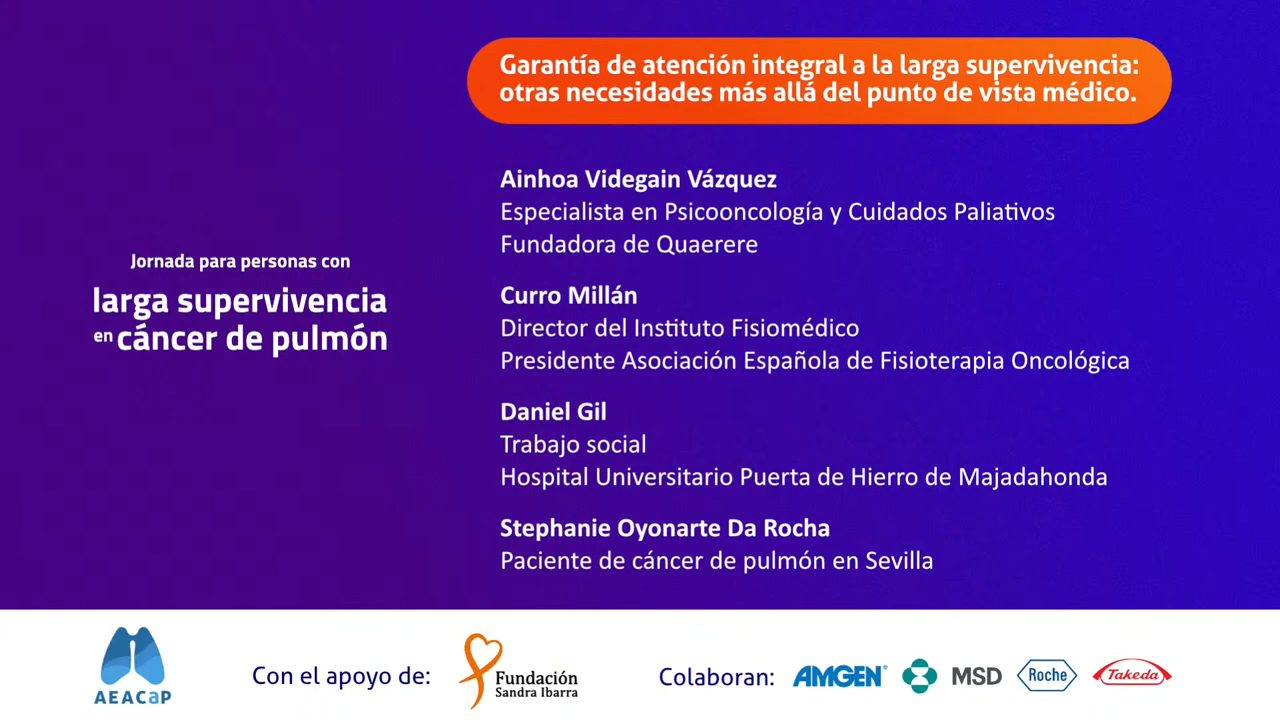 Garantía de atención integral a la larga supervivencia:
otras necesidades más allá del punto de vista médico.
Jornada para personas con
larga supervivencia
en cáncer de pulmón
Ainhoa Videgain Vázquez
Especialista en Psicooncología y Cuidados Paliativos
Fundadora de Quaerere
Curro Millán
Director del Instituto Fisiomédico
Presidente Asociación Española de Fisioterapia Oncológica
Daniel Gil
Trabajo social
Hospital Universitario Puerta de Hierro de Majadahonda
Stephanie Oyonarte Da Rocha
Paciente de cáncer de pulmón en Sevilla
AEACaP
Con el apoyo de:
Fundación
Sandra Ibarra
Colaboran:
AMGEN®
MSD
Roche
Takeda